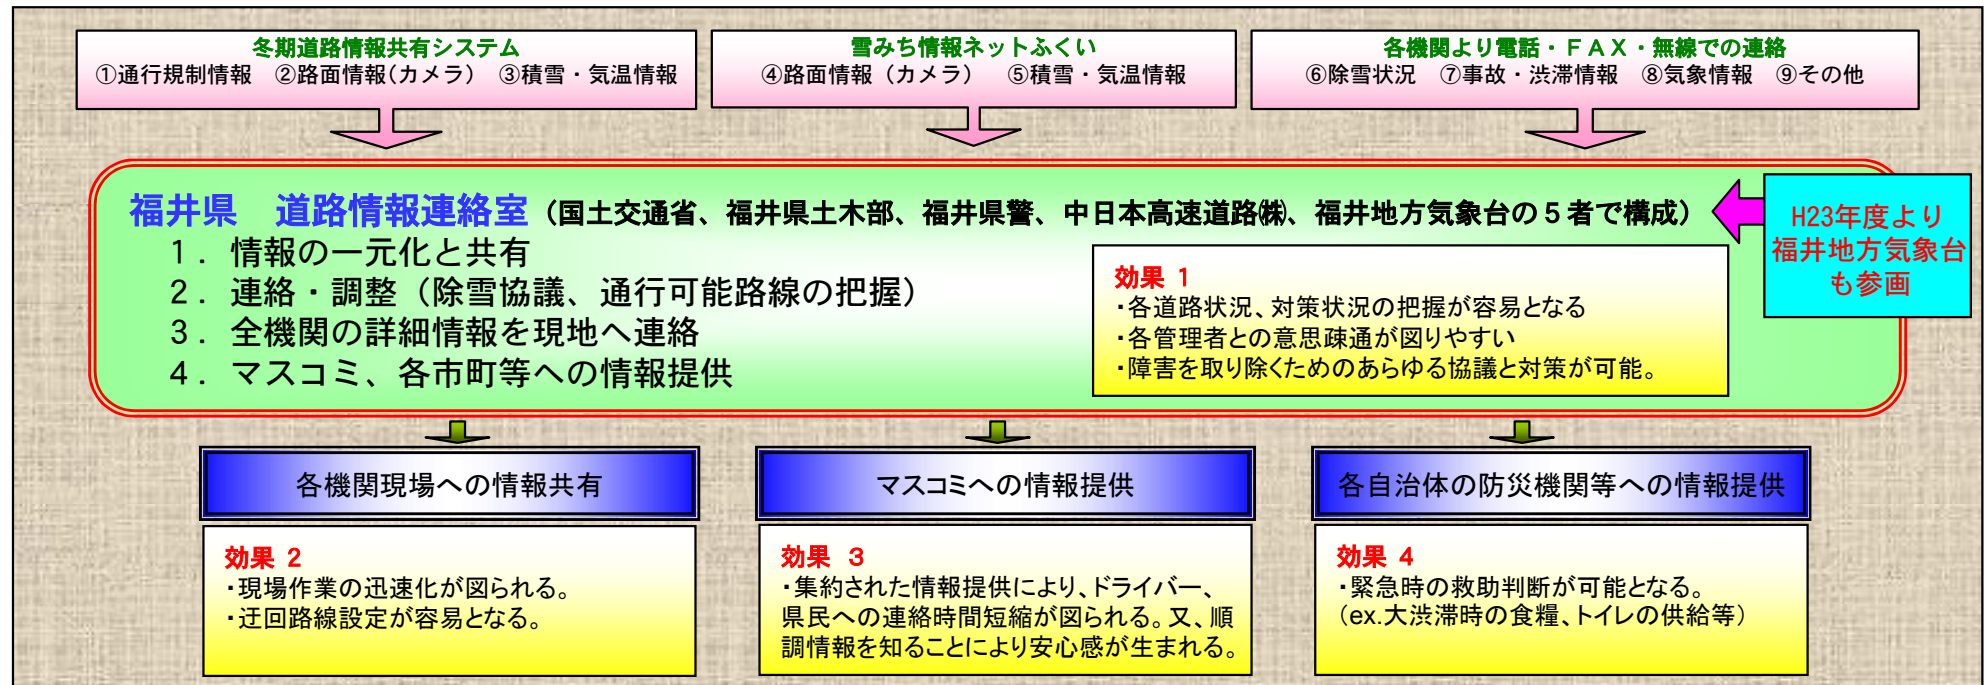 冬期道路情報共有システム
①通行規制情報　②路面情報(カメラ)　③積雪・気温情報
雪みち情報ネットふくい
④路面情報（カメラ）　⑤積雪・気温情報
各機関より電話・ＦＡＸ・無線での連絡
⑥除雪状況　⑦事故・渋滞情報　⑧気象情報　⑨その他
福井県　道路情報連絡室（国土交通省、福井県土木部、福井県警、中日本高速道路㈱、福井地方気象台の５者で構成）
１．情報の一元化と共有
２．連絡・調整（除雪協議、通行可能路線の把握）
３．全機関の詳細情報を現地へ連絡
４．マスコミ、各市町等への情報提供
効果 1
・各道路状況、対策状況の把握が容易となる
・各管理者との意思疎通が図りやすい
・障害を取り除くためのあらゆる協議と対策が可能。
H23年度より
福井地方気象台
も参画
各機関現場への情報共有
効果 2
・現場作業の迅速化が図られる。
・迂回路線設定が容易となる。
マスコミへの情報提供
効果 3
・集約された情報提供により、ドライバー、
県民への連絡時間短縮が図られる。又、順
調情報を知ることにより安心感が生まれる。
各自治体の防災機関等への情報提供
効果 4
・緊急時の救助判断が可能となる。
（ex.大渋滞時の食糧、トイレの供給等）